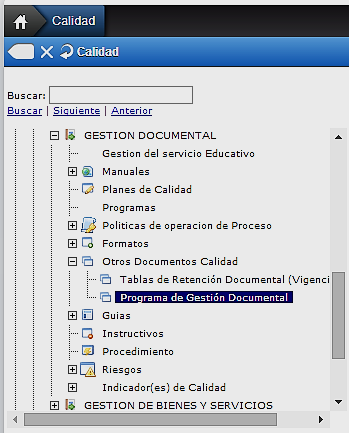 Calidad
Calidad
Buscar:
Buscar | Siguiente | Anterior
GESTION DOCUMENTAL
Gestion del servicio Educativo
Manuales
Planes de Calidad
Programas
Politicas de operacion de Proceso
Formatos
Otros Documentos Calidad
Tablas de Retención Documental (Vigenci
Programa de Gestión Documental
Guias
Instructivos
Procedimiento
Riesgos
Indicador(es) de Calidad
GESTION DE BIENES Y SERVICIOS